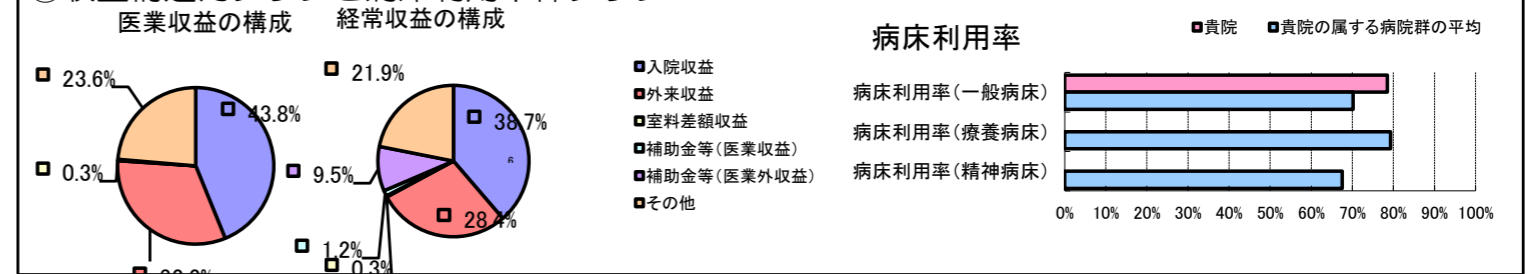 医業収益の構成
経常収益の構成
23.6%
43.8%
0.3%
21.9%
38.7%
6
9.5%
28.4%
1.2%
0.3%
入院収益
外来収益
室料差額収益
補助金等(医業収益)
補助金等(医業外収益)
その他
病床利用率
貴院
貴院の属する病院群の平均
病床利用率(一般病床)
病床利用率(療養病床)
病床利用率(精神病床)
0% 10% 20% 30% 40% 50% 60% 70% 80% 90% 100%